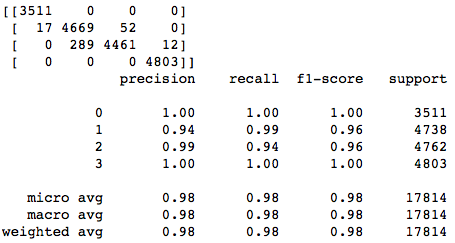 [[3511 0 0 0]
[ 17 4669 52 0]
[ 0 289 4461 12]
[ 0 0 0 4803]]
precision recall f1-score support
0 1.00 1.00 1.00 3511
1 0.94 0.99 0.96 4738
2 0.99 0.94 0.96 4762
3 1.00 1.00 1.00 4803
micro avg 0.98 0.98 0.98 17814
macro avg 0.98 0.98 0.98 17814
weighted avg 0.98 0.98 0.98 17814